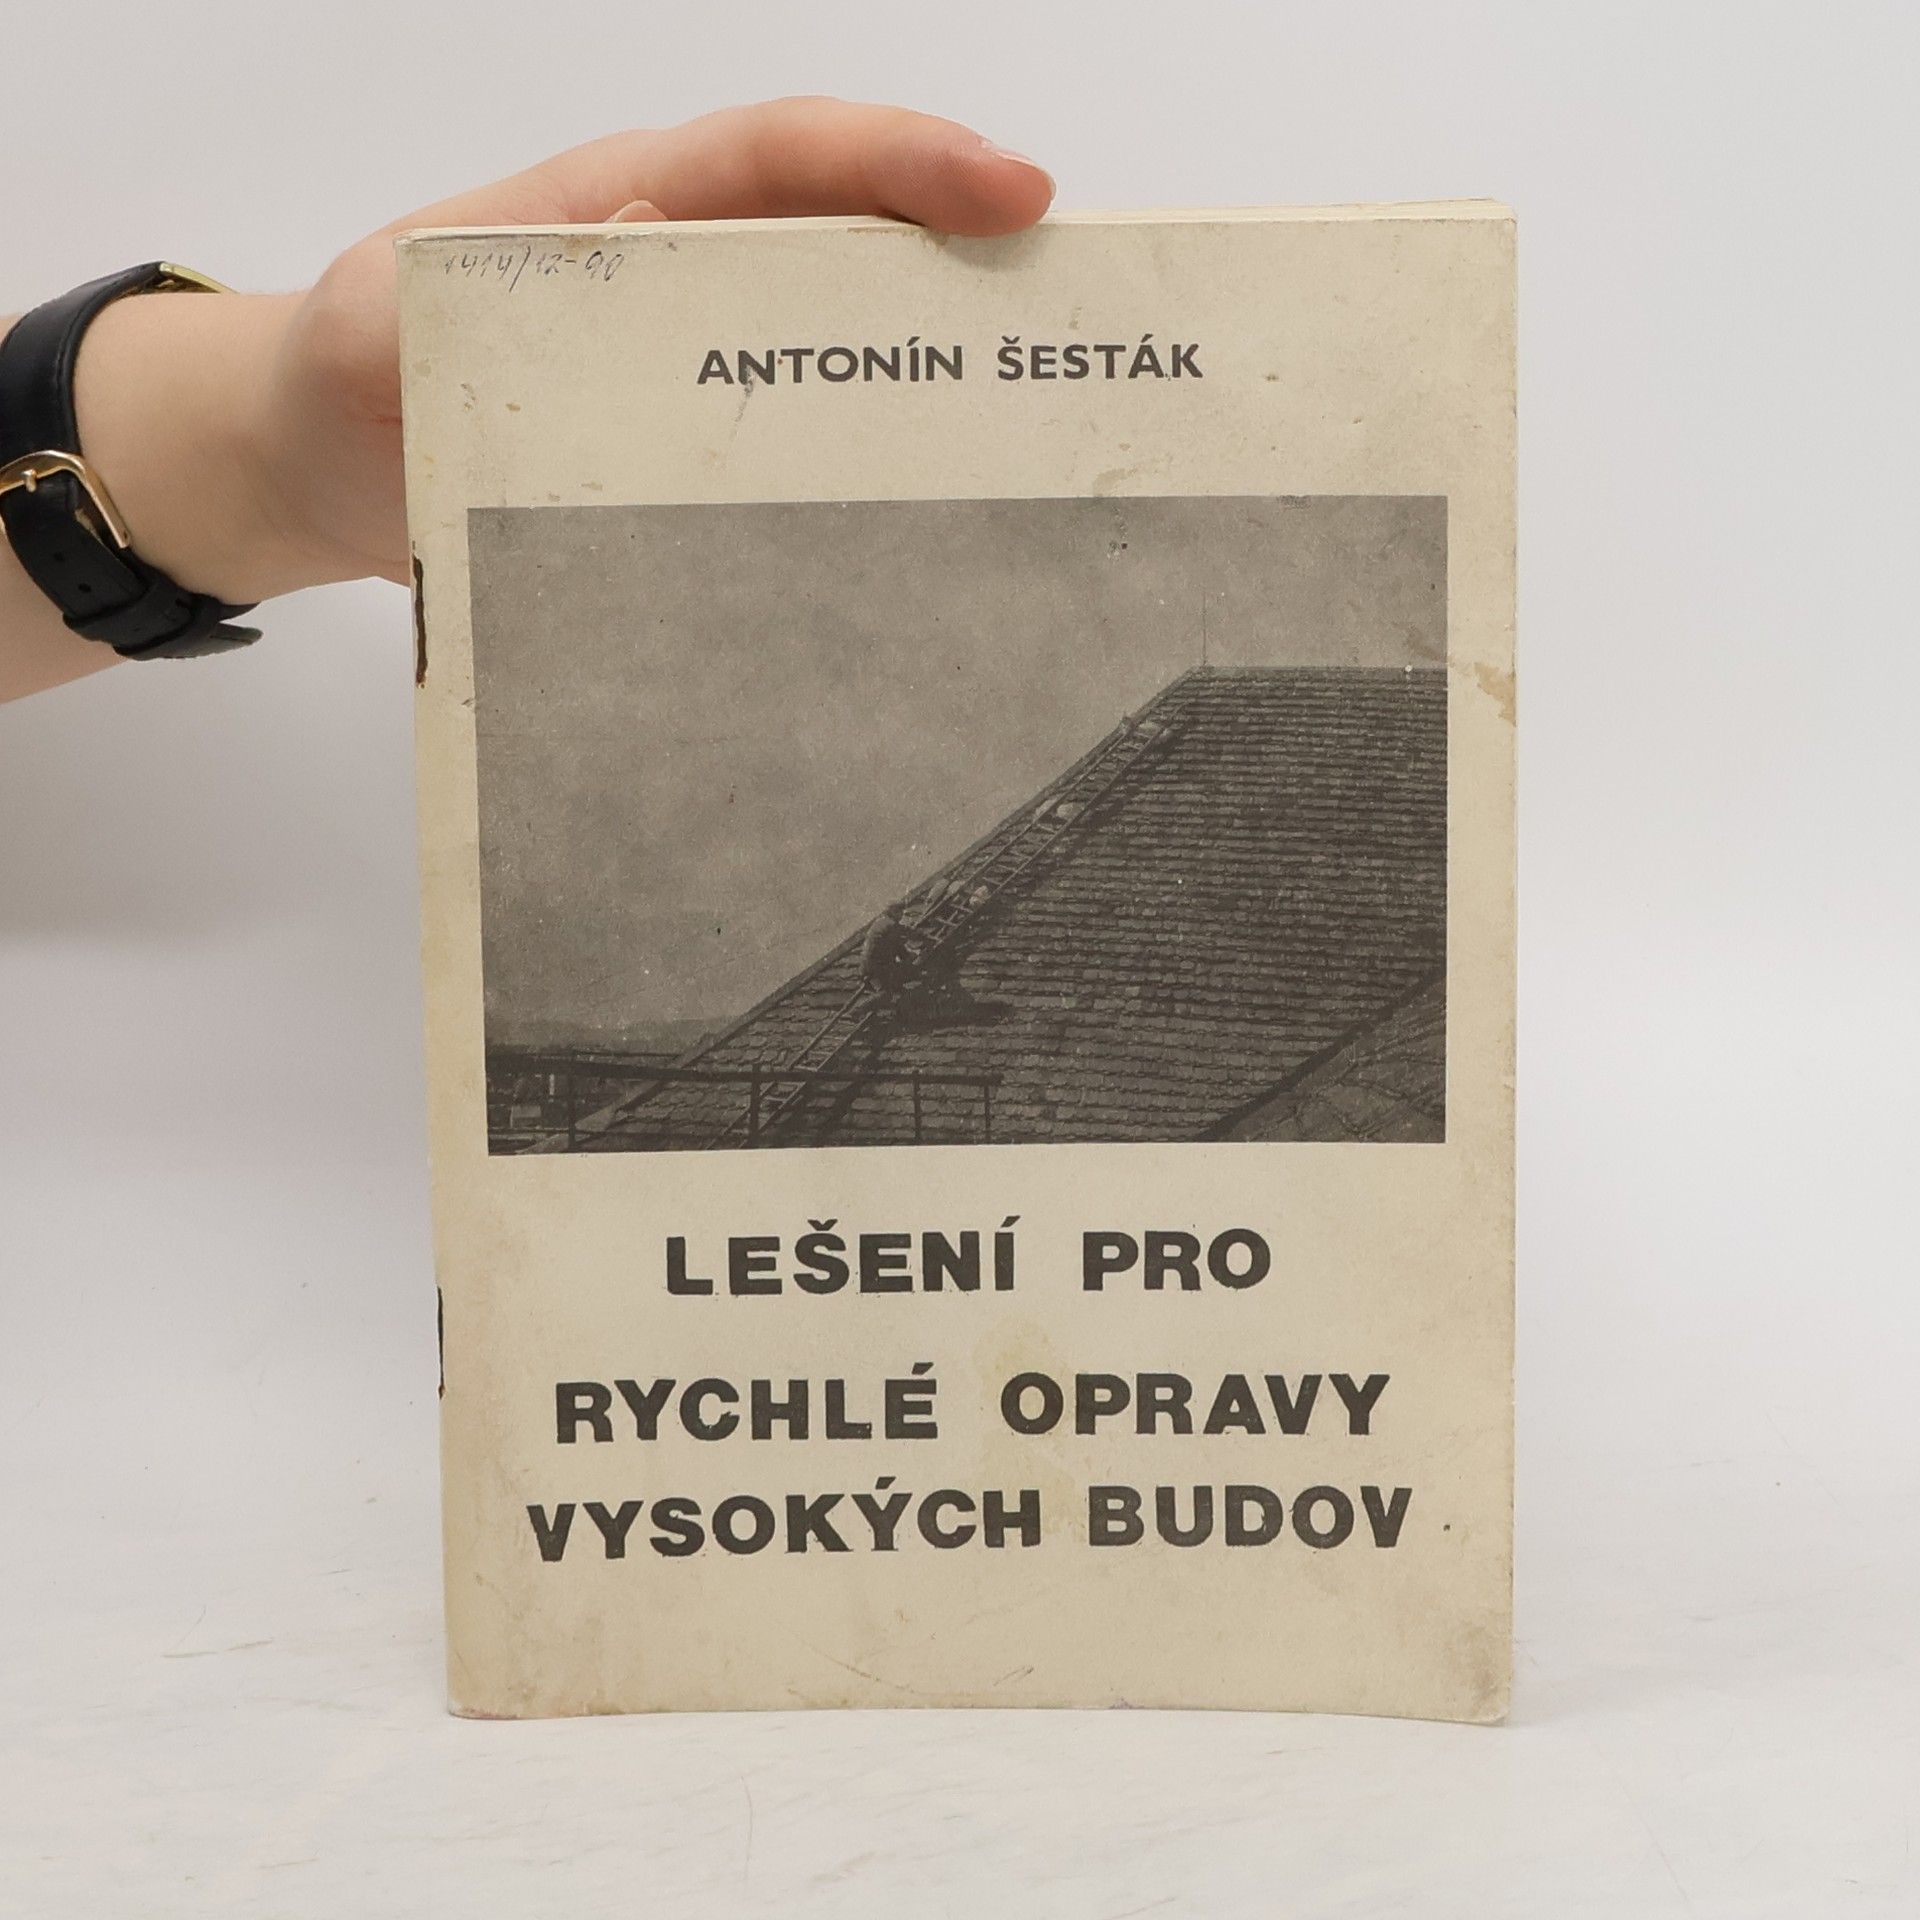 1414/12-90
ANTONÍN ŠESTÁK
LEŠENÍ PRO
RYCHLÉ OPRAVY
VYSOKÝCH BUDOV